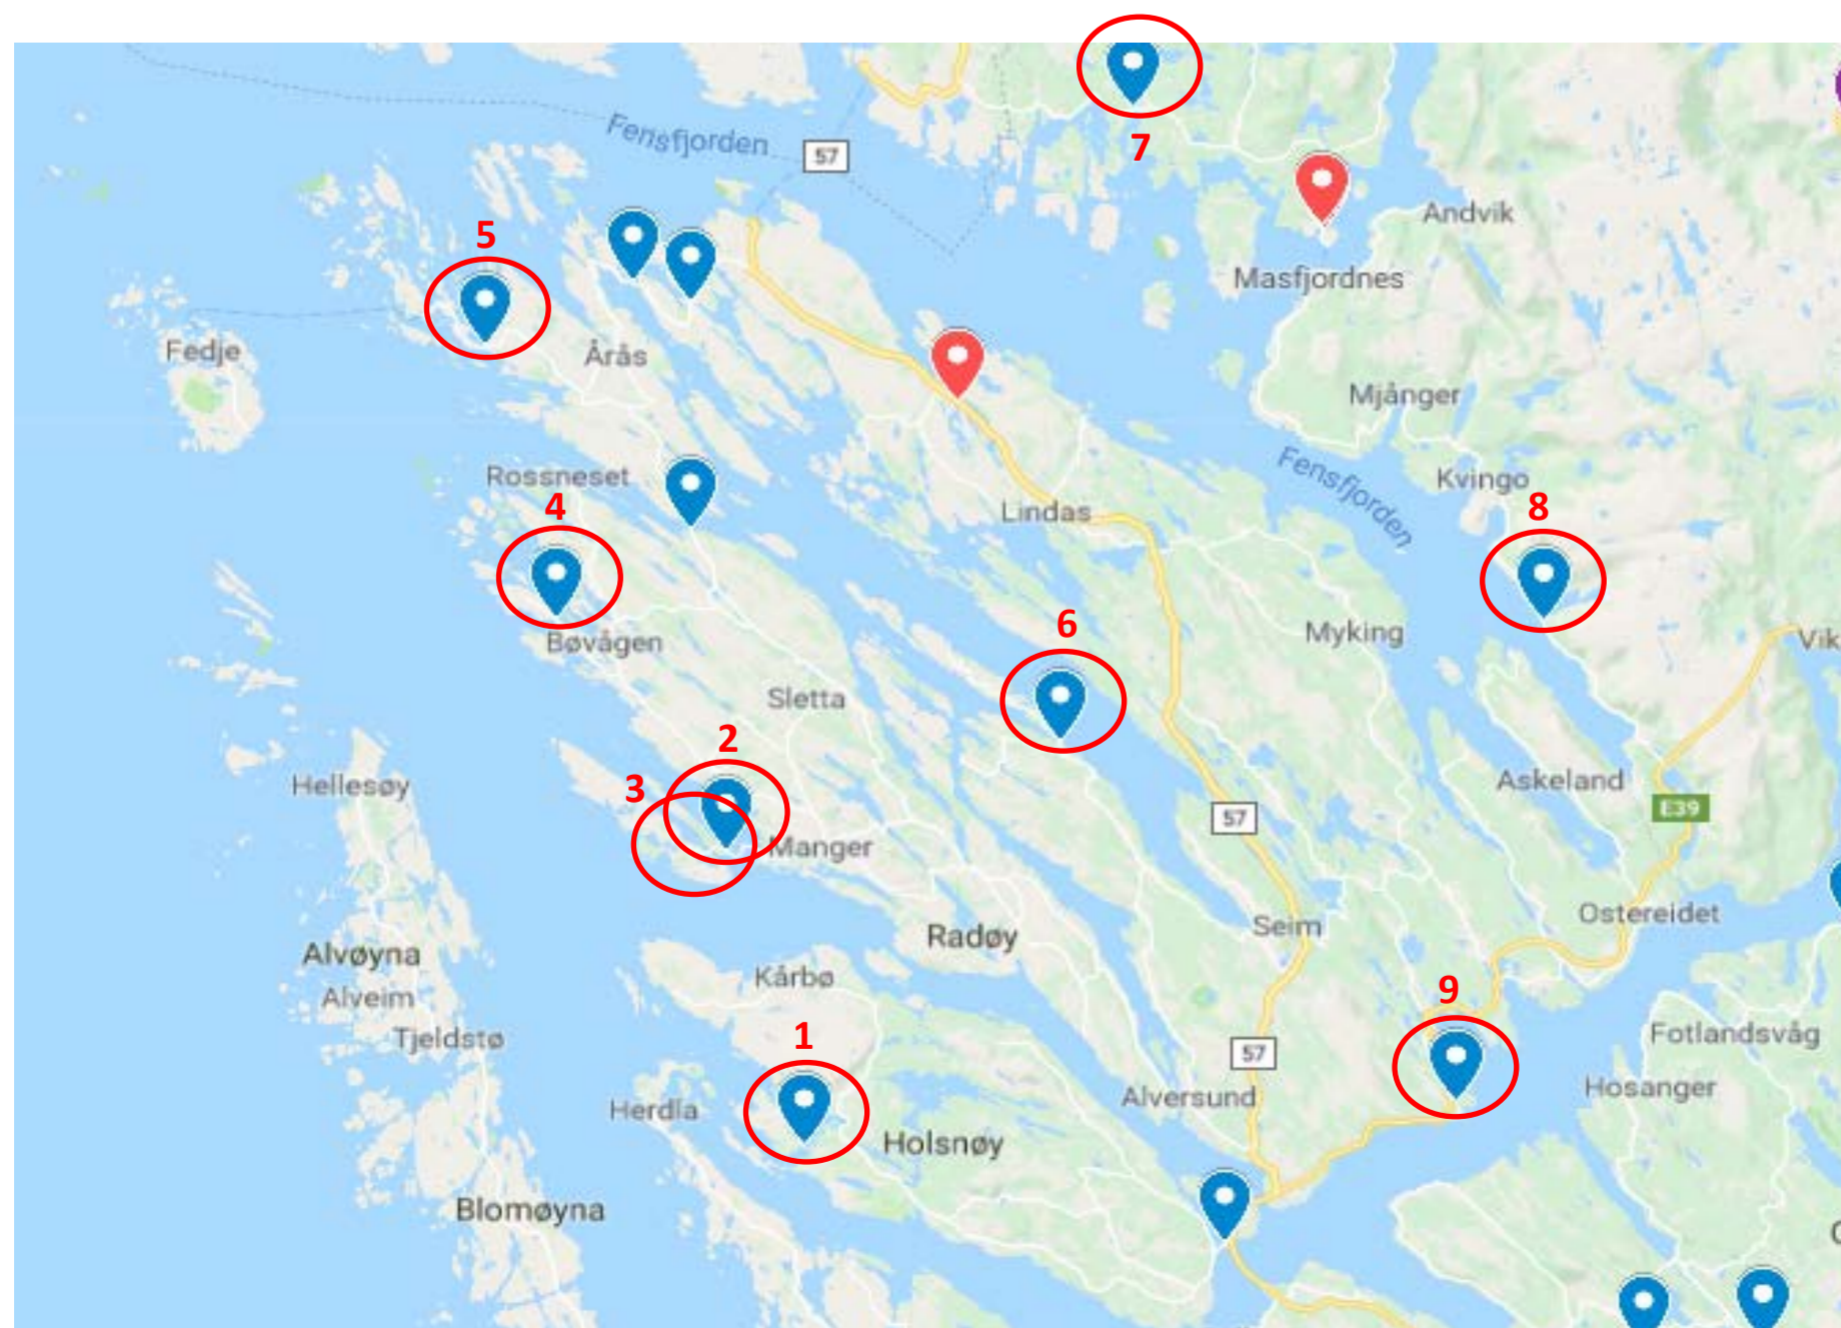 7
Fensfjorden
57
Andvik
5
Masfjordnes
Fedje
Årås
Mjånger
Fensfjorden
Rossneset
Kvingo
4
Lindas
8
6
Myking
Bøvågen
Sletta
2
3
Hellesøy
Askeland
E39
57
Manger
Ostereidet
Seim
Radøy
Alvøyna
Kårbø
9
Alveim
Tjeldstø
1
Fotlandsvåg
57
Hosanger
Alversund
Herdla
Holsnøy
Blomøyna